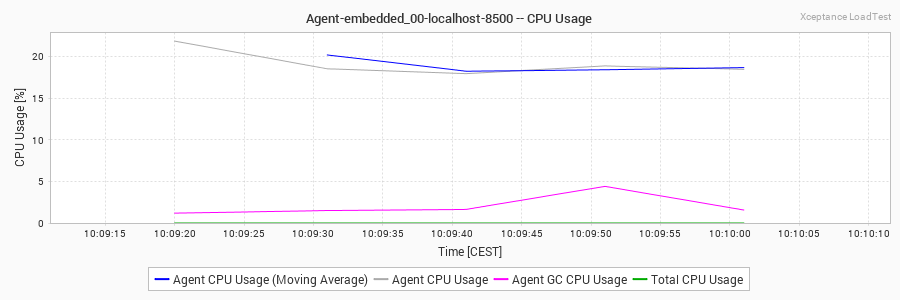 Agent-embedded_00-localhost-8500 -- CPU Usage
Xceptance LoadTest
CPU Usage [%]
20
15
10
5
0
10:09:15 10:09:20 10:09:25 10:09:30 10:09:35 10:09:40 10:09:45 10:09:50 10:09:55 10:10:00 10:10:05 10:10:10
Time [CEST]
Agent CPU Usage (Moving Average) Agent CPU Usage Agent GC CPU Usage Total CPU Usage